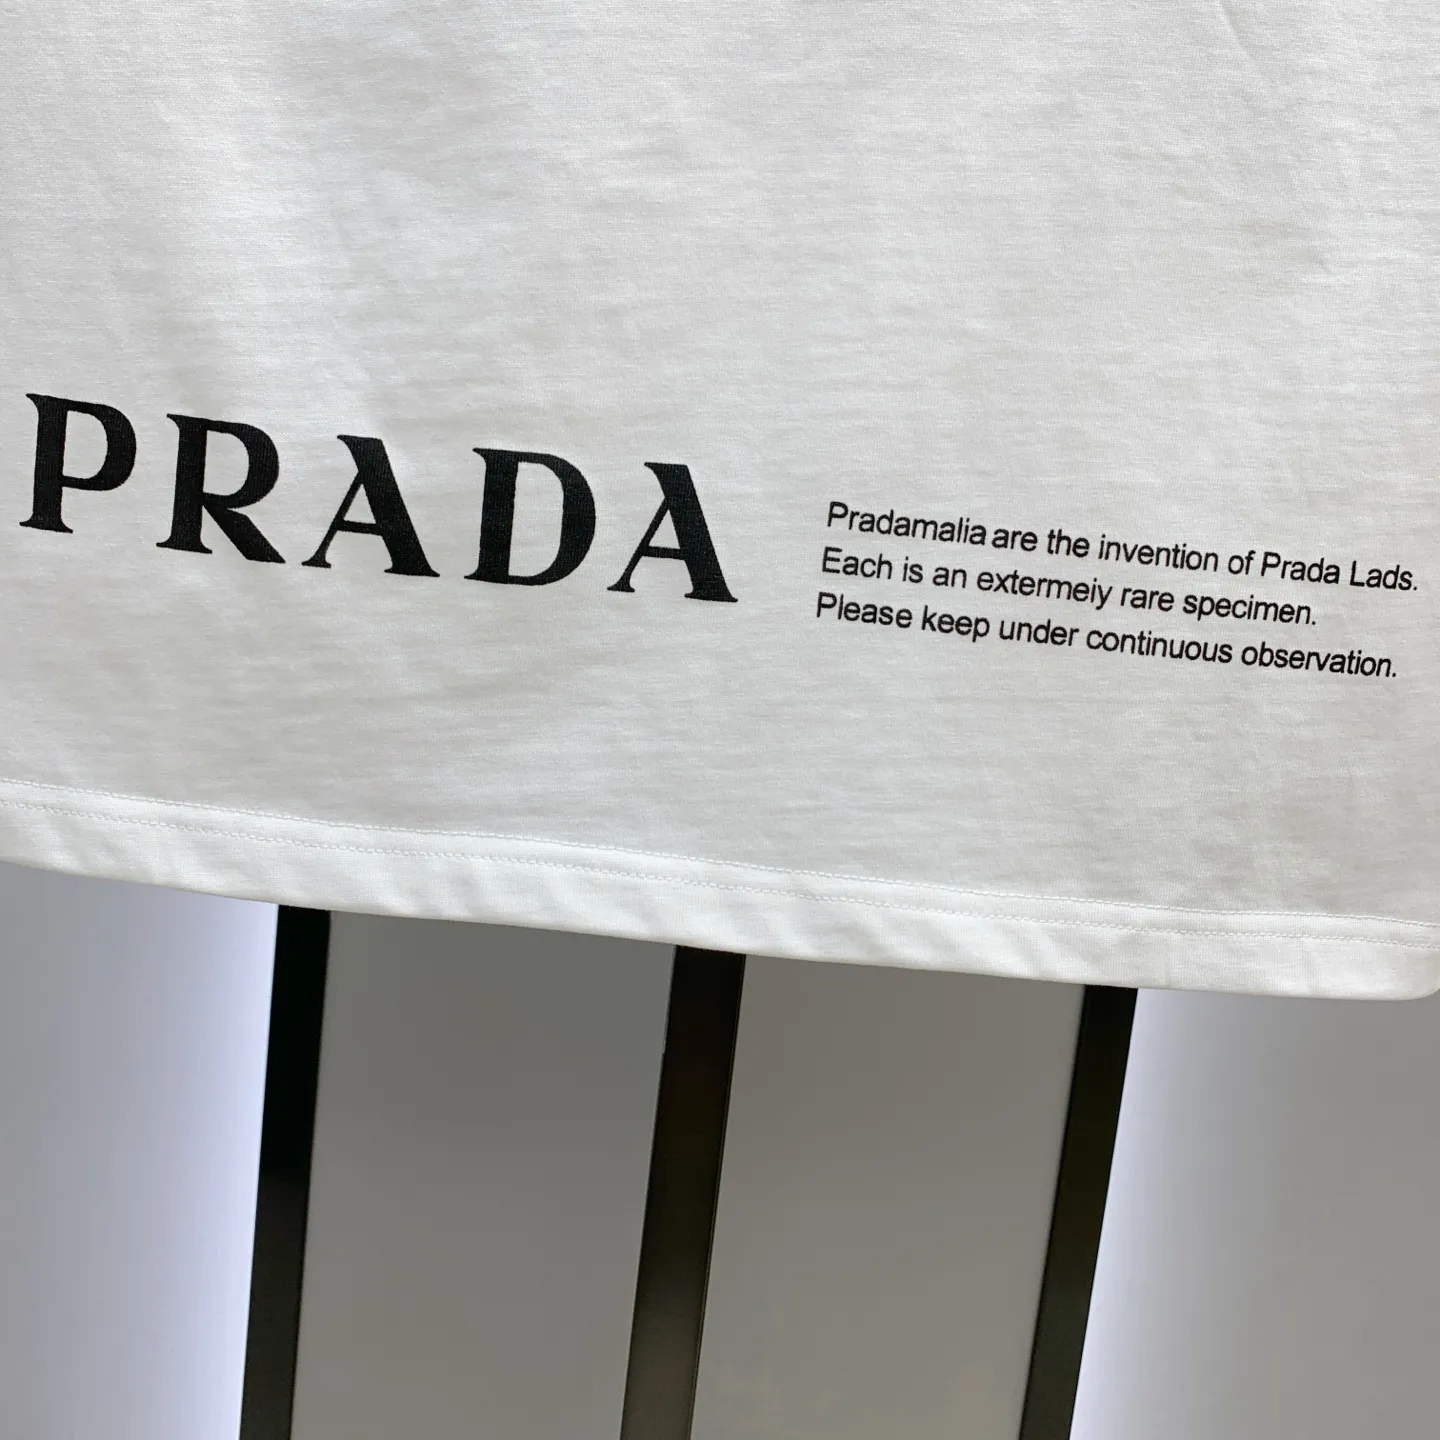 PRADA
Pradamalia are the invention of Prada Lads.
Each is an extermeiy rare specimen.
Please keep under continuous observation.